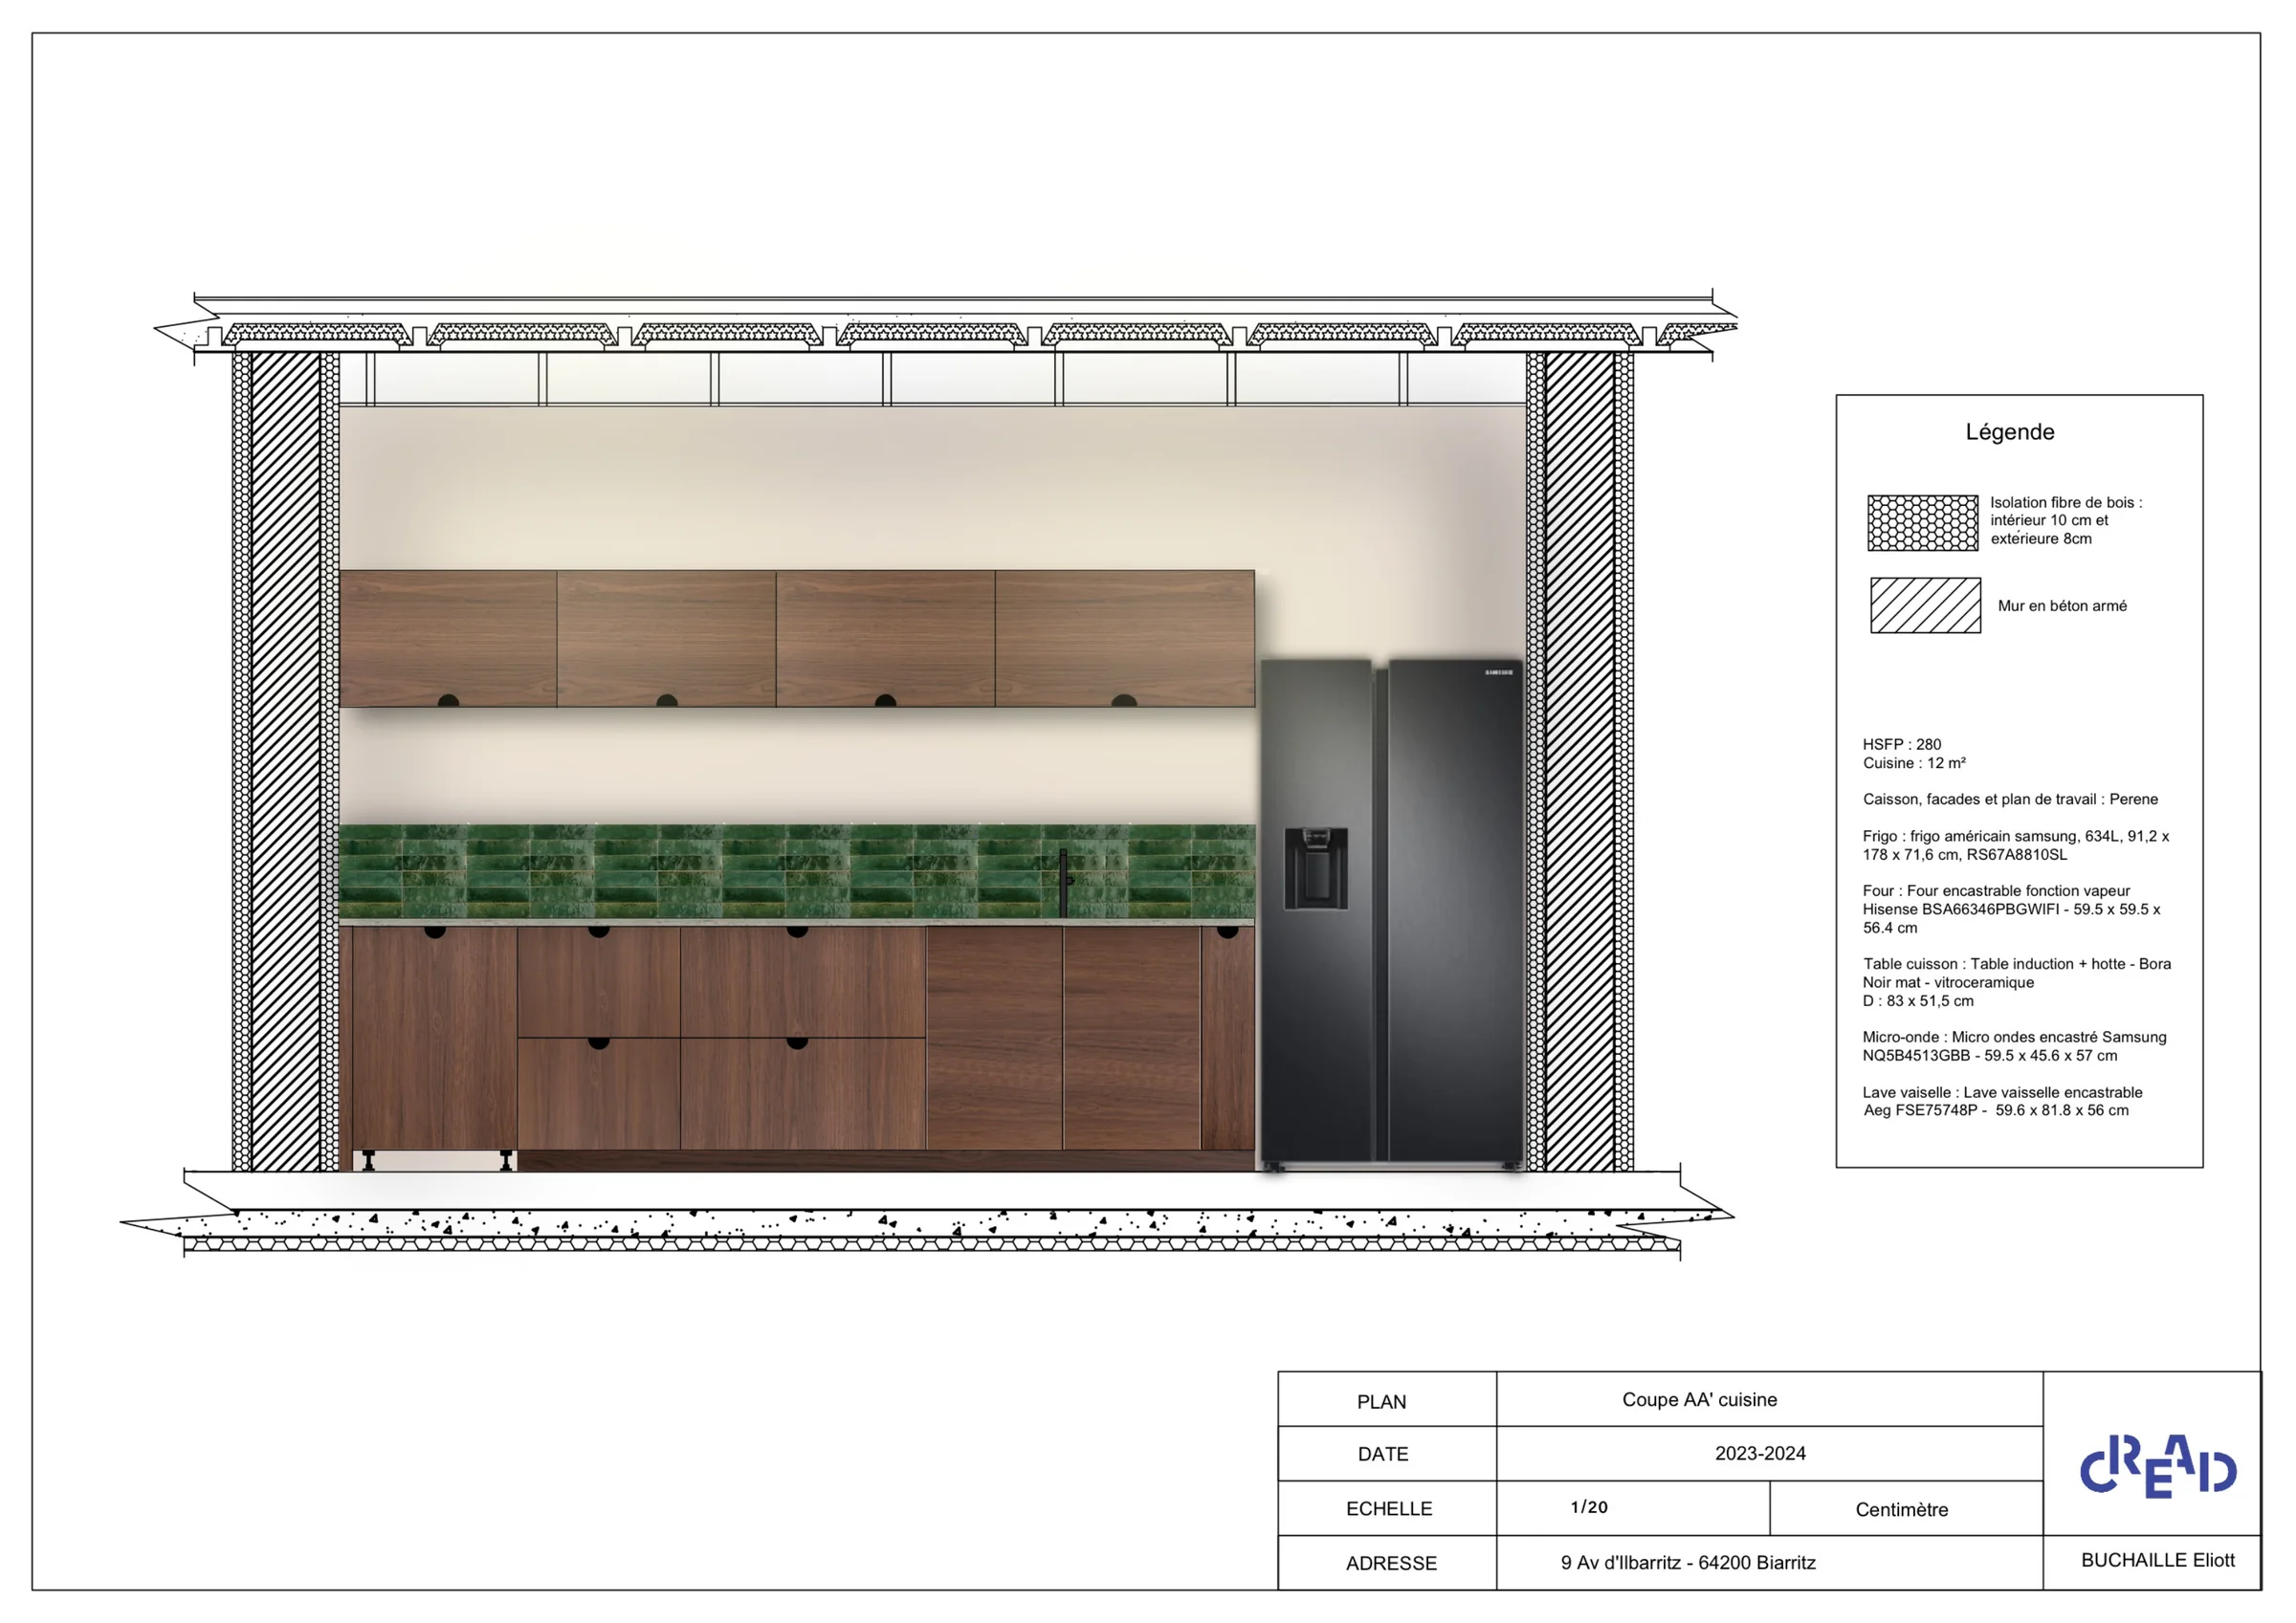 SAMSUNG
Légende
Isolation fibre de bois :
intérieur 10 cm et
extérieure 8cm
Mur en béton armé
HSFP : 280
Cuisine : 12 m²
Caisson, facades et plan de travail : Perene
Frigo : frigo américain samsung, 634L, 91,2 x
178 x 71,6 cm, RS67A8810SL
Four : Four encastrable fonction vapeur
Hisense BSA66346PBGWIFI - 59.5 x 59.5 x
56.4 cm
Table cuisson : Table induction + hotte - Bora
Noir mat - vitroceramique
D : 83 x 51,5 cm
Micro-onde : Micro ondes encastré Samsung
NQ5B4513GBB - 59.5 x 45.6 x 57 cm
Lave vaiselle : Lave vaisselle encastrable
Aeg FSE75748P - 59.6 x 81.8 x 56 cm
PLAN
Coupe AA' cuisine
DATE
2023-2024
ECHELLE
1/20
Centimètre
ADRESSE
9 Av d'Ilbarritz - 64200 Biarritz
CREAD
BUCHAILLE Eliott